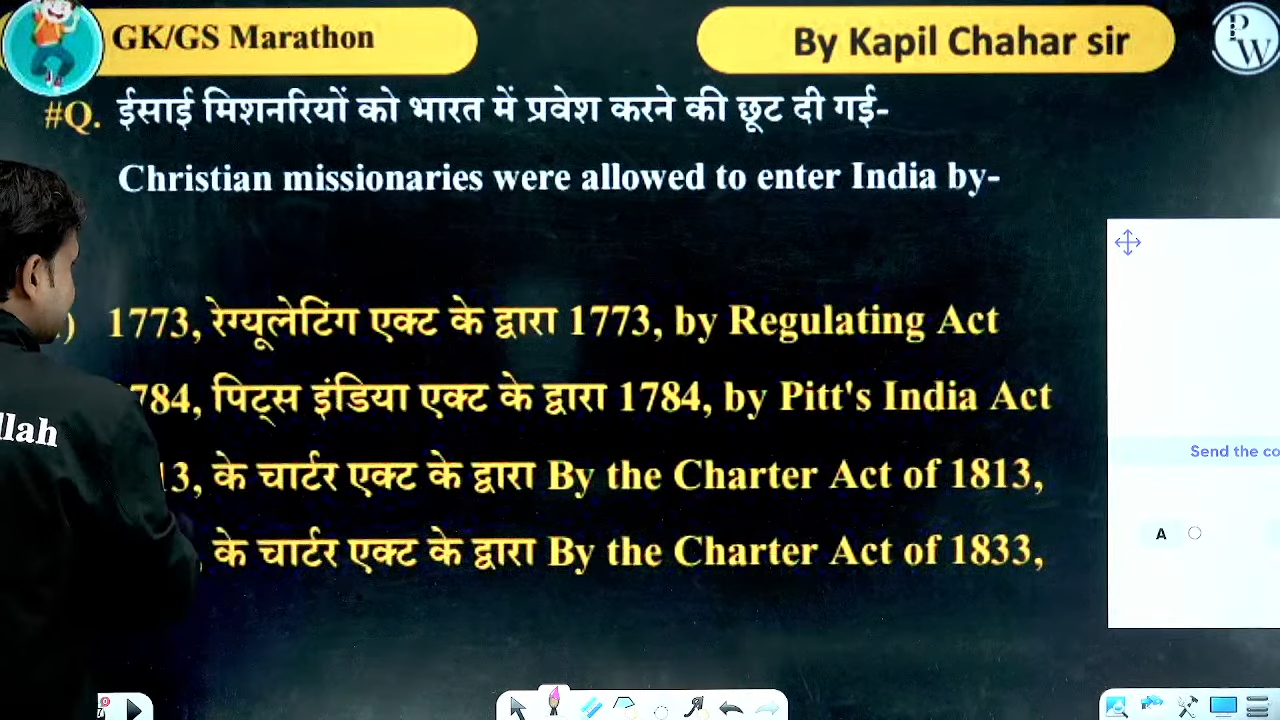 GK/GS Marathon
By Kapil Chahar sir
PW
#Q. ईसाई मिशनरियों को भारत में प्रवेश करने की छूट दी गई-
Christian missionaries were allowed to enter India by-
) 1773, रेग्यूलेटिंग एक्ट के द्वारा 1773, by Regulating Act
784, पिट्स इंडिया एक्ट के द्वारा 1784, by Pitt's India Act
13, के चार्टर एक्ट के द्वारा By the Charter Act of 1813,
, के चार्टर एक्ट के द्वारा By the Charter Act of 1833,
llah
Send the co
A